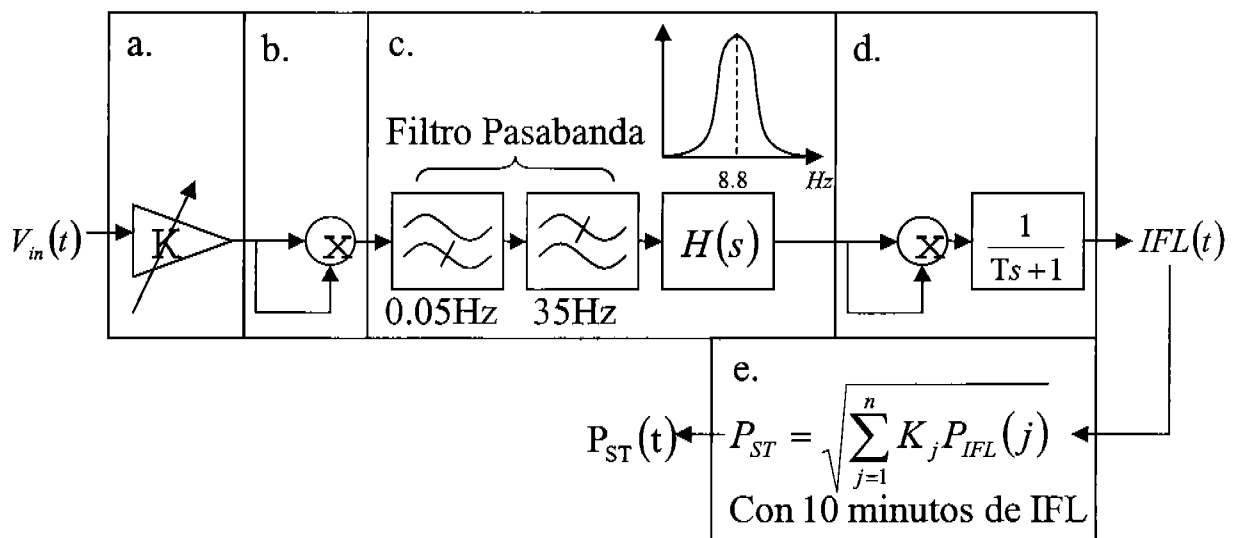 a.
b.
c.
d.
Filtro Pasabanda
8.8
Hz
V_in(t)
K
X
0.05Hz
35Hz
H(s)
X
1
Ts+1
IFL(t)
e.
P_ST(t)
P_ST = √∑_{j=1}^{n} K_j P_IFL(j)
Con 10 minutos de IFL